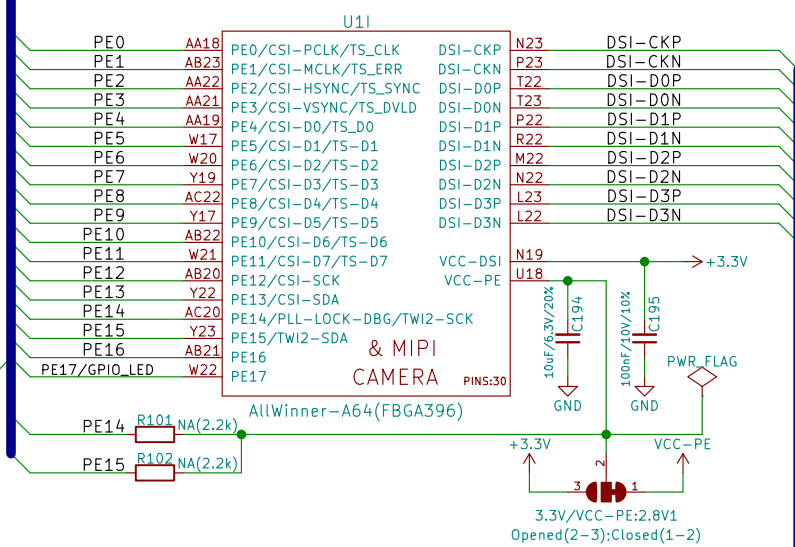 U1I
PE0 AA18 PE0/CSI-PCLK/TS_CLK DSI-CKP N23 DSI-CKP
PE1 AB23 PE1/CSI-MCLK/TS_ERR DSI-CKN P23 DSI-CKN
PE2 AA22 PE2/CSI-HSYNC/TS_SYNC DSI-D0P T22 DSI-D0P
PE3 AA21 PE3/CSI-VSYNC/TS_DVLD DSI-D0N T23 DSI-D0N
PE4 AA19 PE4/CSI-D0/TS_D0 DSI-D1P P22 DSI-D1P
PE5 W17 PE5/CSI-D1/TS-D1 DSI-D1N R22 DSI-D1N
PE6 W20 PE6/CSI-D2/TS-D2 DSI-D2P M22 DSI-D2P
PE7 Y19 PE7/CSI-D3/TS-D3 DSI-D2N N22 DSI-D2N
PE8 AC22 PE8/CSI-D4/TS-D4 DSI-D3P L23 DSI-D3P
PE9 Y17 PE9/CSI-D5/TS-D5 DSI-D3N L22 DSI-D3N
PE10 AB22 PE10/CSI-D6/TS-D6
PE11 W21 PE11/CSI-D7/TS-D7 VCC-DSI N19 +3.3V
PE12 AB20 PE12/CSI-SCK VCC-PE U18
PE13 Y22 PE13/CSI-SDA
PE14 AC20 PE14/PLL-LOCK-DBG/TWI2-SCK
PE15 Y23 PE15/TWI2-SDA
PE16 AB21 PE16
PE17/GPIO_LED W22 PE17
& MIPI
CAMERA
PINS:30
10uF/6.3V/20%
C194
100nF/10V/10%
C195
PWR_FLAG
GND
GND
AllWinner-A64(FBGA396)
PE14 R101 NA(2.2k)
PE15 R102 NA(2.2k)
+3.3V
VCC-PE
2
3
1
3.3V/VCC-PE:2.8V1
Opened(2-3);Closed(1-2)